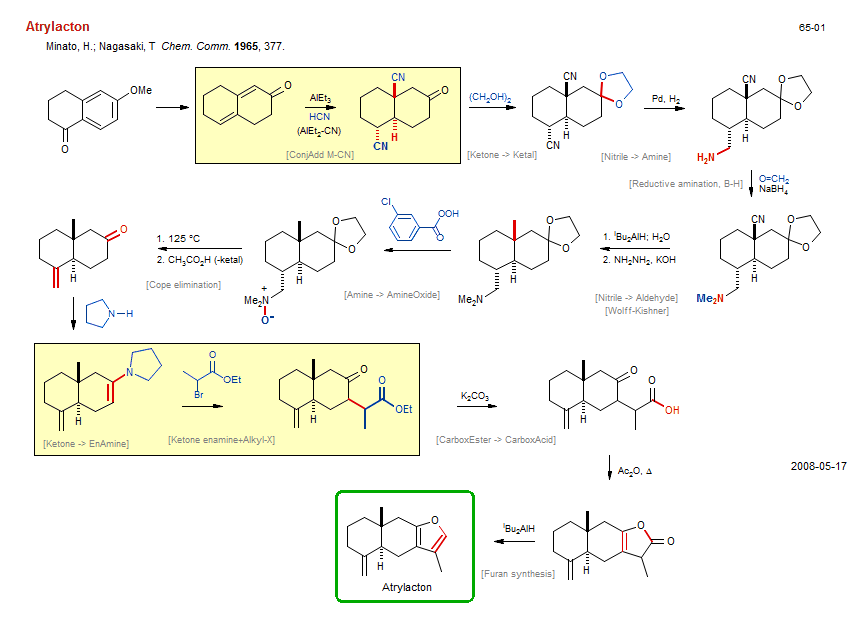 Atrylacton
65-01
Minato, H.; Nagasaki, T Chem. Comm. 1965, 377.
OMe
O
O
AlEt₃
HCN
(AlEt₂-CN)
CN
O
H
CN
[ConjAdd M-CN]
(CH₂OH)₂
[Ketone -> Ketal]
CN
O
O
H
CN
Pd, H₂
[Nitrile -> Amine]
CN
O
O
H
H₂N
[Reductive amination, B-H]
O=CH₂
NaBH₄
O
1. 125 °C
2. CH₃CO₂H (-ketal)
[Cope elimination]
H
O
O
H
+
Me₂N
O-
Cl
OOH
O
[Amine -> AmineOxide]
O
O
H
Me₂N
1. ⁱBu₂AlH; H₂O
2. NH₂NH₂, KOH
[Nitrile -> Aldehyde]
[Wolff-Kishner]
CN
O
O
H
Me₂N
N-H
N
H
[Ketone -> EnAmine]
O
OEt
Br
[Ketone enamine+Alkyl-X]
O
O
OEt
H
K₂CO₃
[CarboxEster -> CarboxAcid]
O
O
OH
H
2008-05-17
Ac₂O, Δ
O
H
Atrylacton
ⁱBu₂AlH
[Furan synthesis]
O
O
H